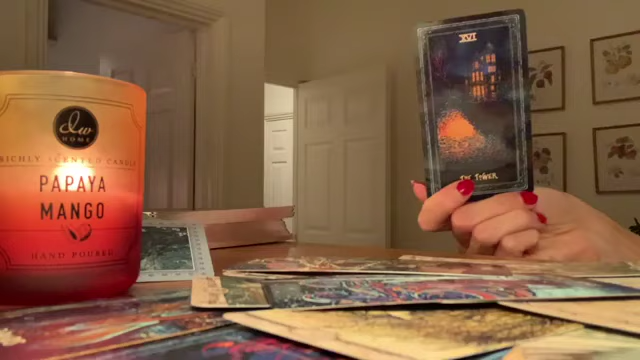 dw
HOME
RICHLY SCENTED CANDLE
PAPAYA
MANGO
HAND POURED
XVI
THE TOWER